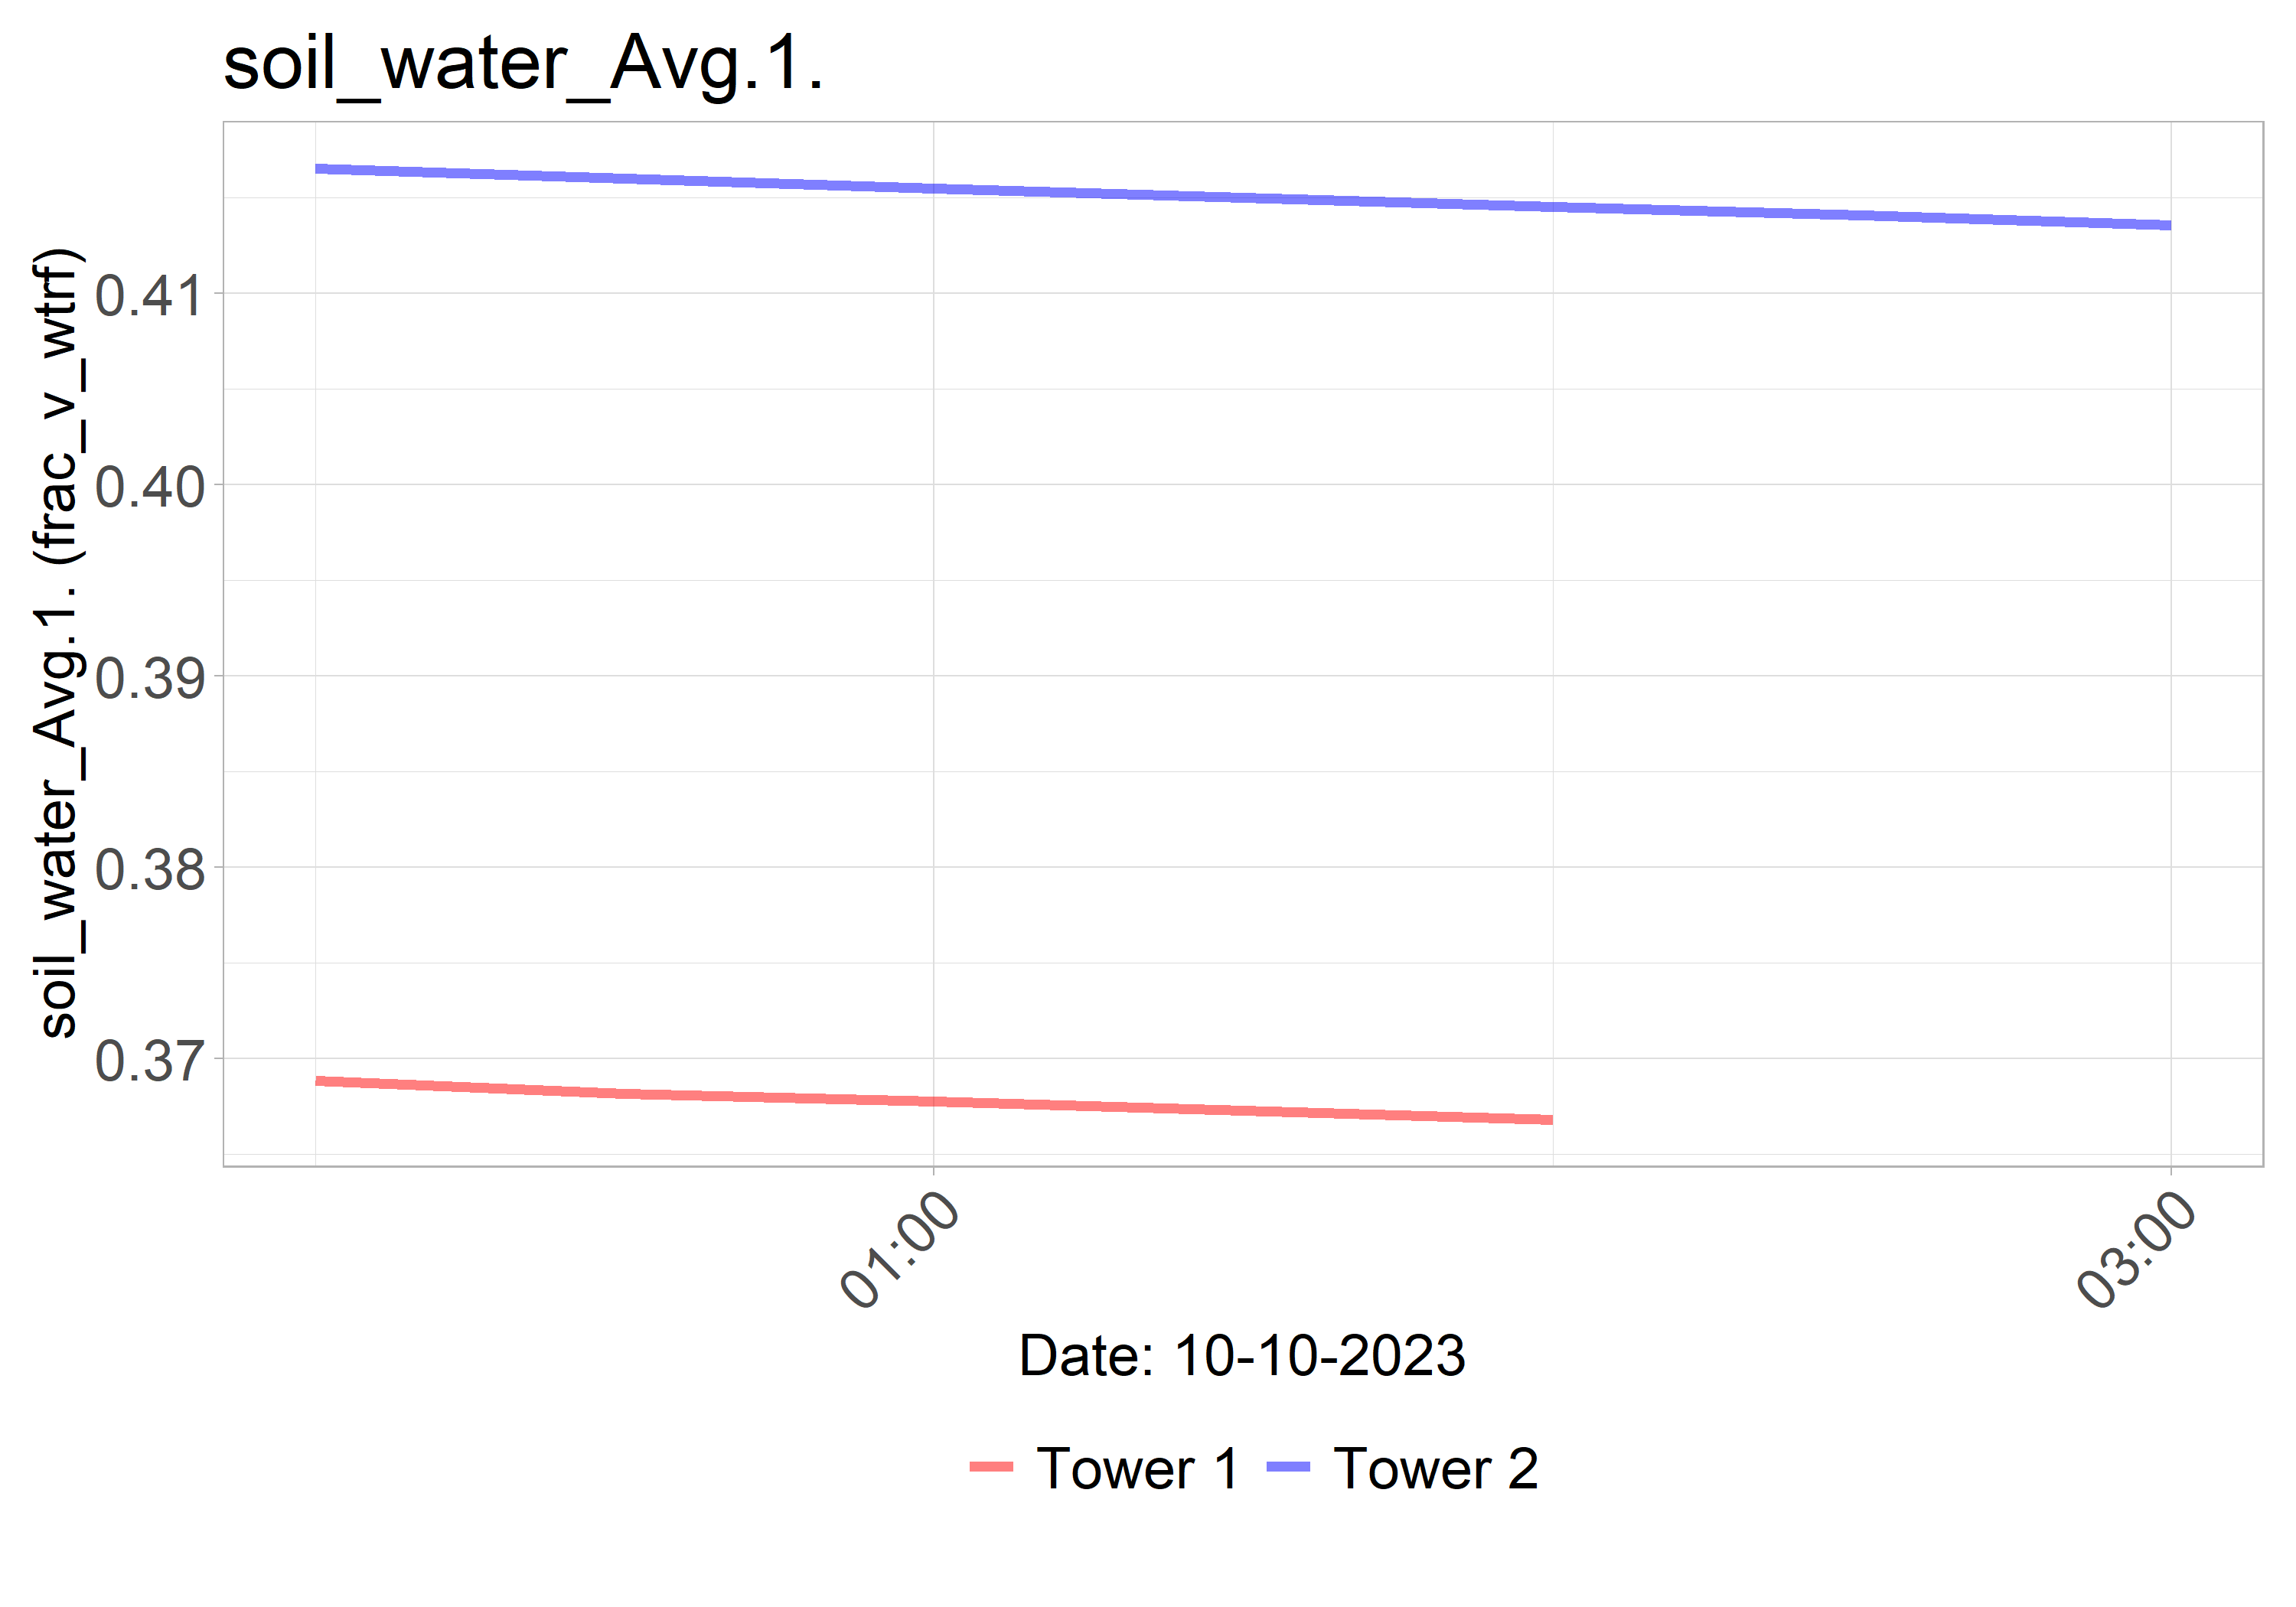 soil_water_Avg.1.
soil_water_Avg.1. (frac_v_wtrf)
0.41
0.40
0.39
0.38
0.37
01:00
03:00
Date: 10-10-2023
Tower 1
Tower 2